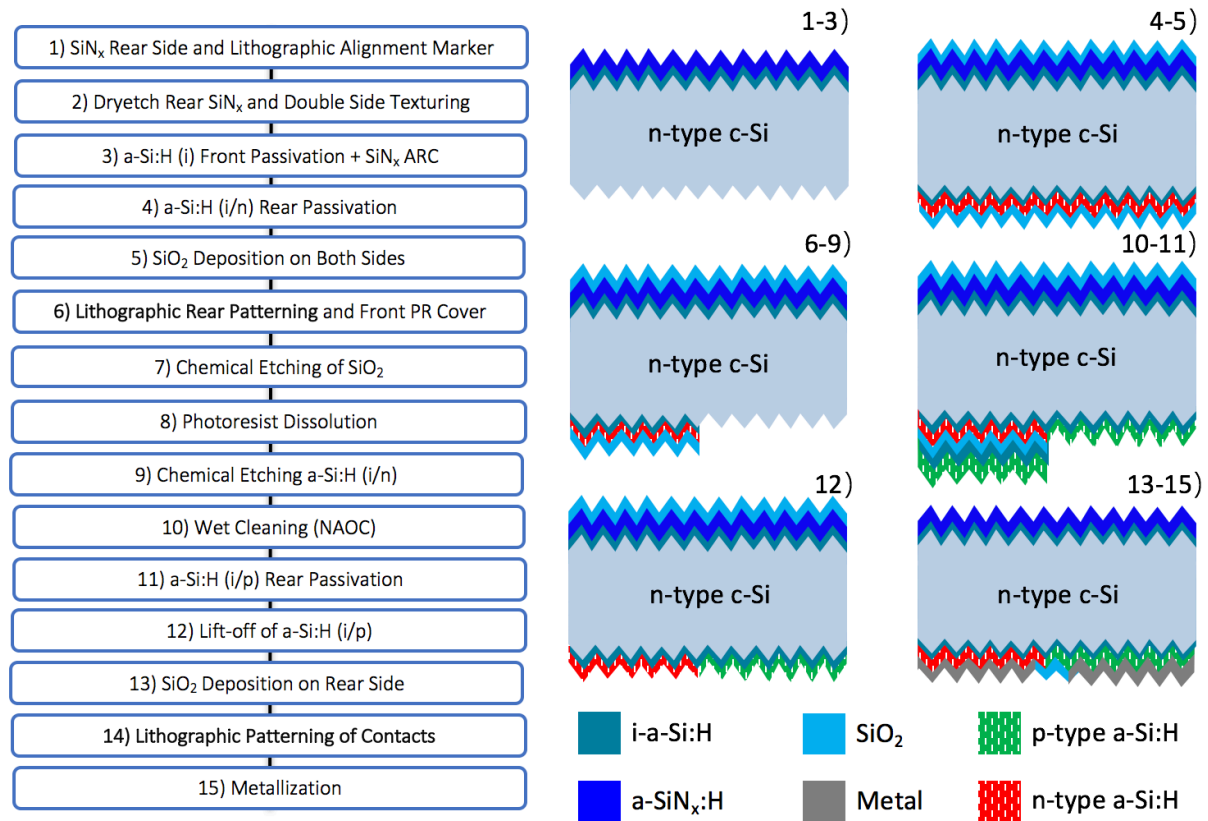 1) SiNₓ Rear Side and Lithographic Alignment Marker
2) Dryetch Rear SiNₓ and Double Side Texturing
3) a-Si:H (i) Front Passivation + SiNₓ ARC
4) a-Si:H (i/n) Rear Passivation
5) SiO₂ Deposition on Both Sides
6) Lithographic Rear Patterning and Front PR Cover
7) Chemical Etching of SiO₂
8) Photoresist Dissolution
9) Chemical Etching a-Si:H (i/n)
10) Wet Cleaning (NAOC)
11) a-Si:H (i/p) Rear Passivation
12) Lift-off of a-Si:H (i/p)
13) SiO₂ Deposition on Rear Side
14) Lithographic Patterning of Contacts
15) Metallization
1-3)
n-type c-Si
4-5)
n-type c-Si
6-9)
n-type c-Si
10-11)
n-type c-Si
12)
n-type c-Si
13-15)
n-type c-Si
i-a-Si:H
SiO₂
p-type a-Si:H
a-SiNₓ:H
Metal
n-type a-Si:H